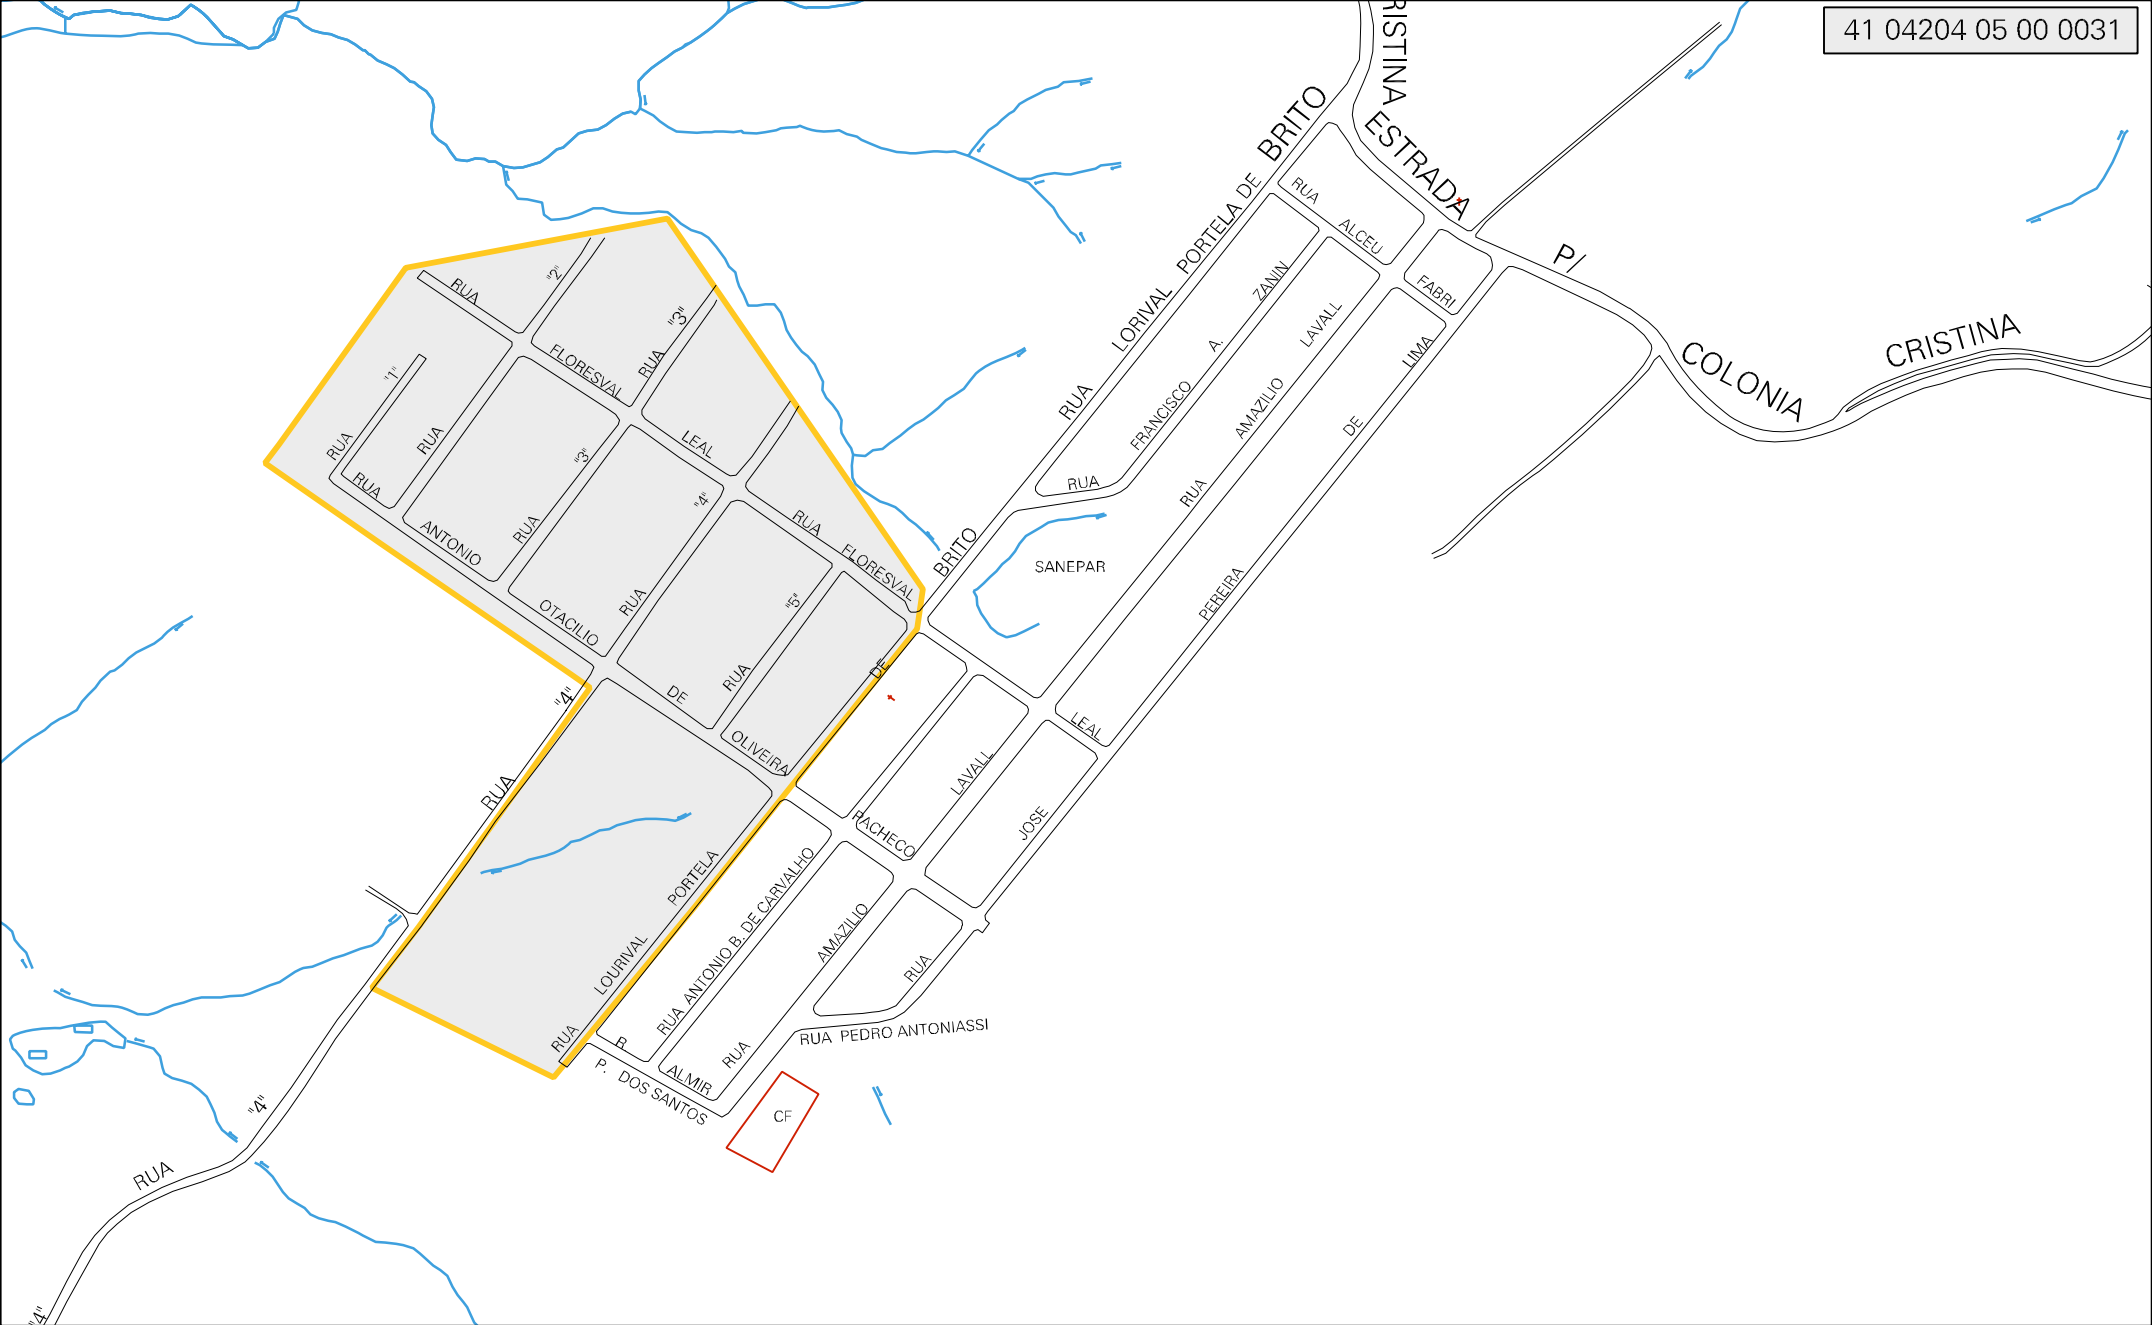 41 04204 05 00 0031
CRISTINA
ESTRADA
P/
COLONIA
CRISTINA
RUA LORIVAL PORTELA DE BRITO
RUA ALCEU FABRI
RUA FRANCISCO A. ZANIN
RUA AMAZILIO LAVALL
JOSE PEREIRA DE LIMA
RUA "2"
RUA "3"
RUA FLORESVAL LEAL
RUA "1"
RUA
RUA "3"
RUA "4"
RUA "5"
RUA FLORESVAL LEAL
RUA ANTONIO OTACILIO DE OLIVEIRA PACHECO
SANEPAR
RUA LOURIVAL PORTELA DE BRITO
RUA "4"
RUA ANTONIO B. DE CARVALHO
RUA AMAZILIO LAVALL
RUA
RUA PEDRO ANTONIASSI
R ALMIR
P. DOS SANTOS
CF
"4"
RUA
"4"